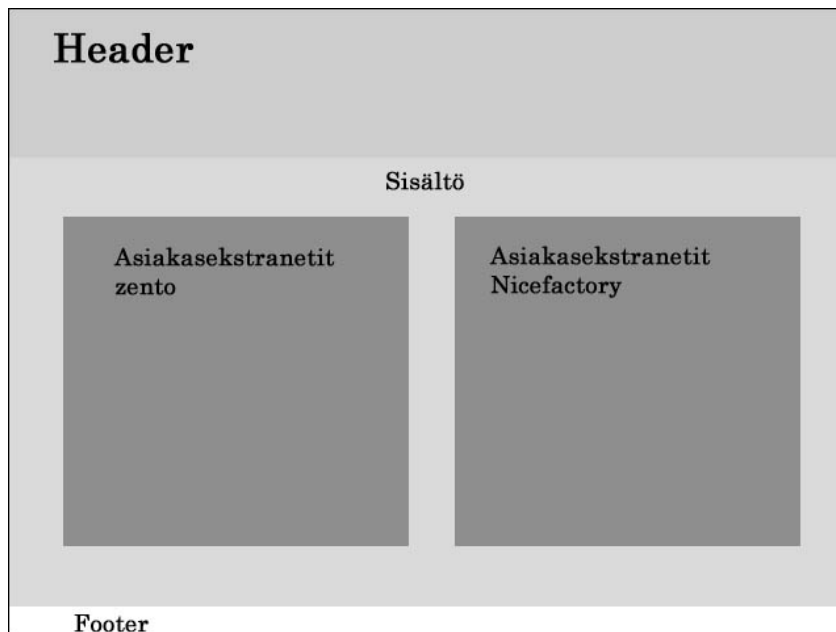 Header
Sisältö
Asiakasekstranetit
zento
Asiakasekstranetit
Nicefactory
Footer